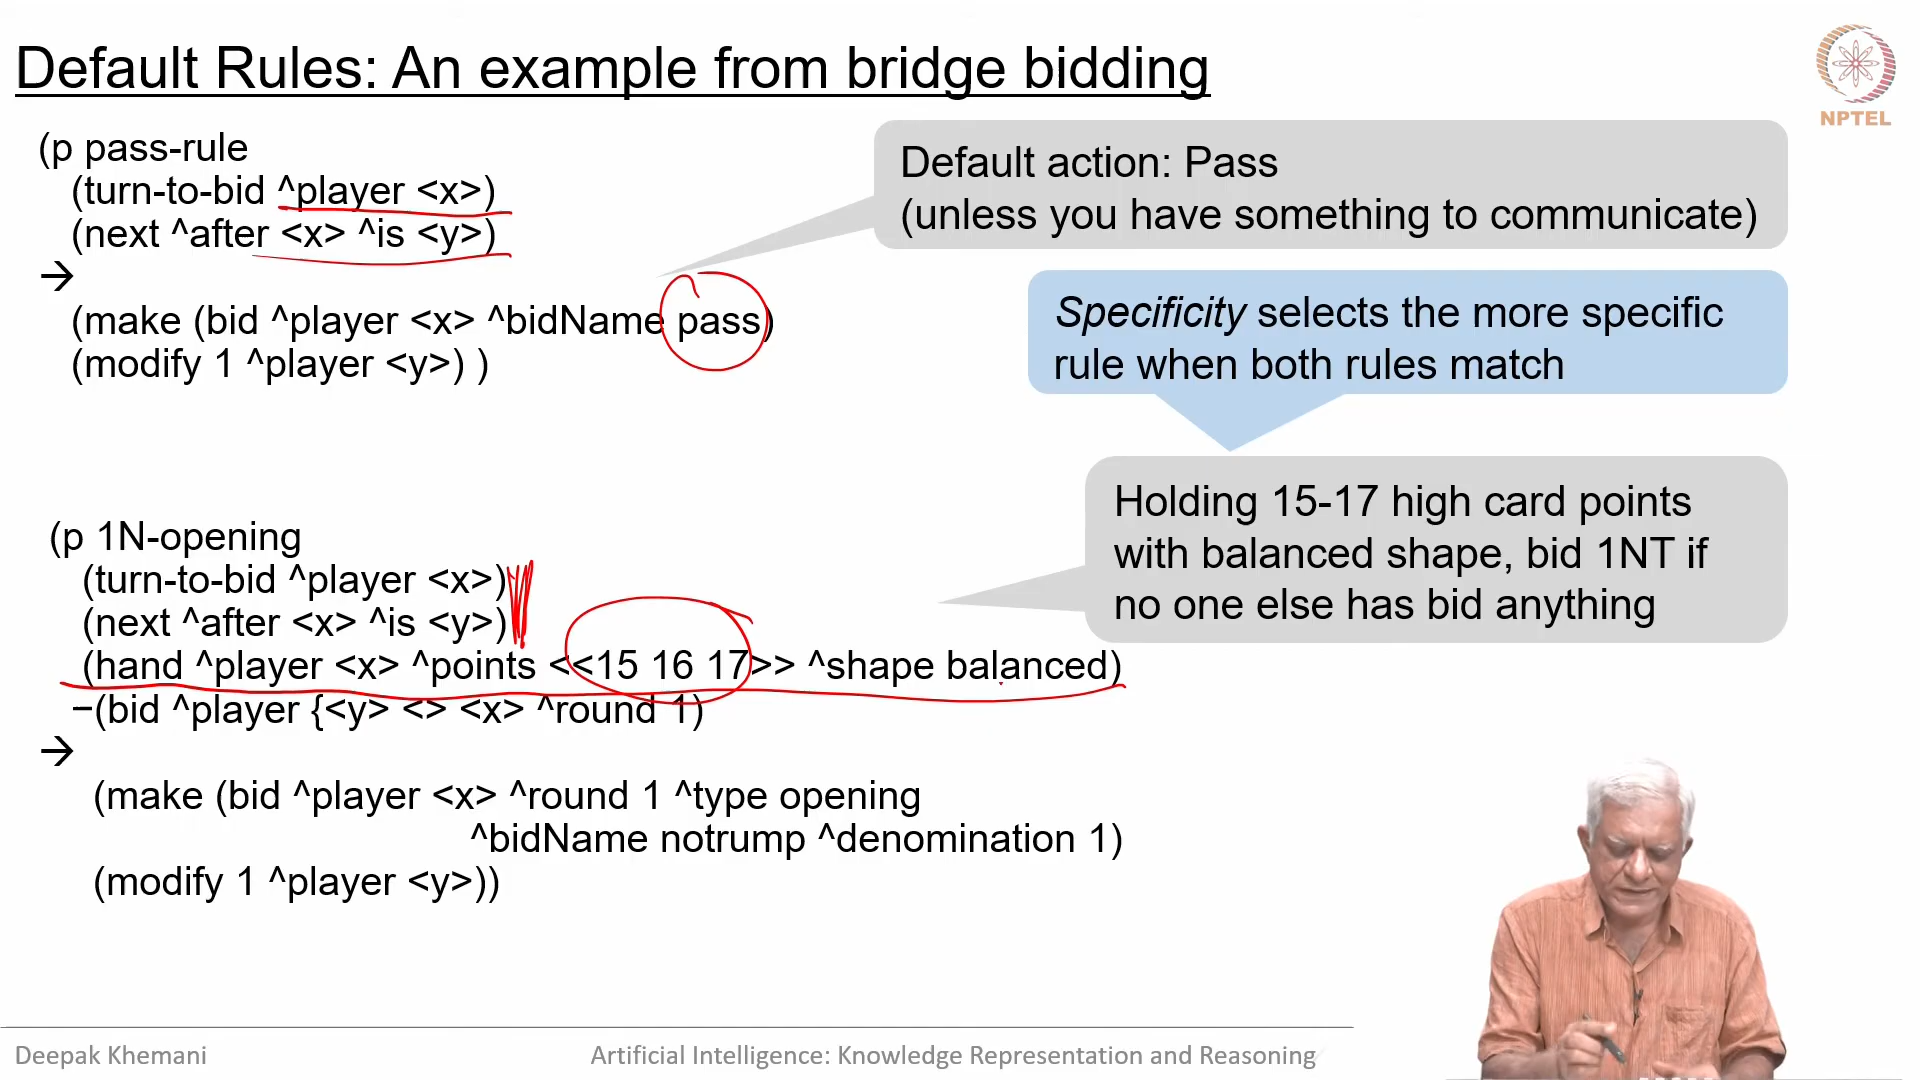 Default Rules: An example from bridge bidding
NPTEL
(p pass-rule
(turn-to-bid ^player <x>)
(next ^after <x> ^is <y>)
→
(make (bid ^player <x> ^bidName pass)
(modify 1 ^player <y>) )
Default action: Pass
(unless you have something to communicate)
Specificity selects the more specific
rule when both rules match
Holding 15-17 high card points
with balanced shape, bid 1NT if
no one else has bid anything
(p 1N-opening
(turn-to-bid ^player <x>)
(next ^after <x> ^is <y>)
(hand ^player <x> ^points <<15 16 17>> ^shape balanced)
−(bid ^player {<y> <> <x> ^round 1)
→
(make (bid ^player <x> ^round 1 ^type opening
^bidName notrump ^denomination 1)
(modify 1 ^player <y>))
Deepak Khemani
Artificial Intelligence: Knowledge Representation and Reasoning